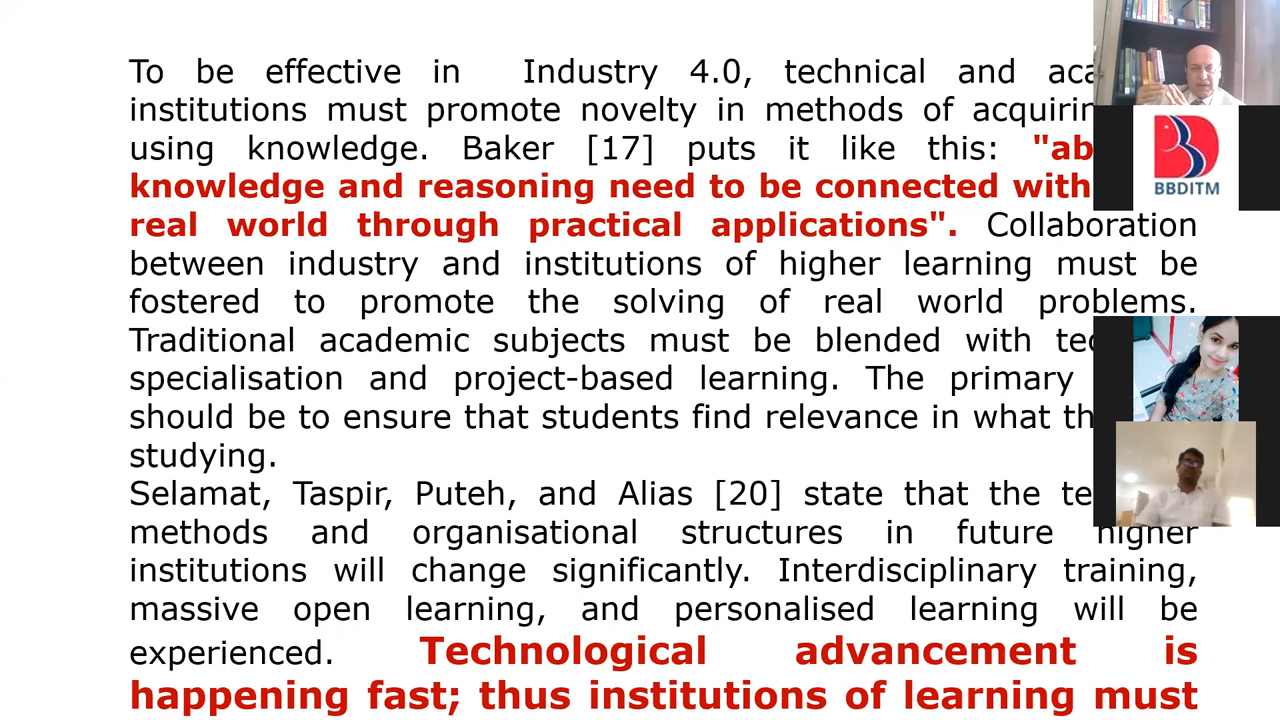 To be effective in Industry 4.0, technical and
institutions must promote novelty in methods of
using knowledge. Baker [17] puts it like this:
knowledge and reasoning need to be connected with
real world through practical applications". Collaboration
between industry and institutions of higher learning must be
fostered to promote the solving of real world problems.
Traditional academic subjects must be blended with
specialisation and project-based learning. The primary
should be to ensure that students find relevance in what
studying.
Selamat, Taspir, Puteh, and Alias [20] state that the
methods and organisational structures in future higher
institutions will change significantly. Interdisciplinary training,
massive open learning, and personalised learning will be
experienced. Technological advancement is
happening fast; thus institutions of learning must
BBDITM